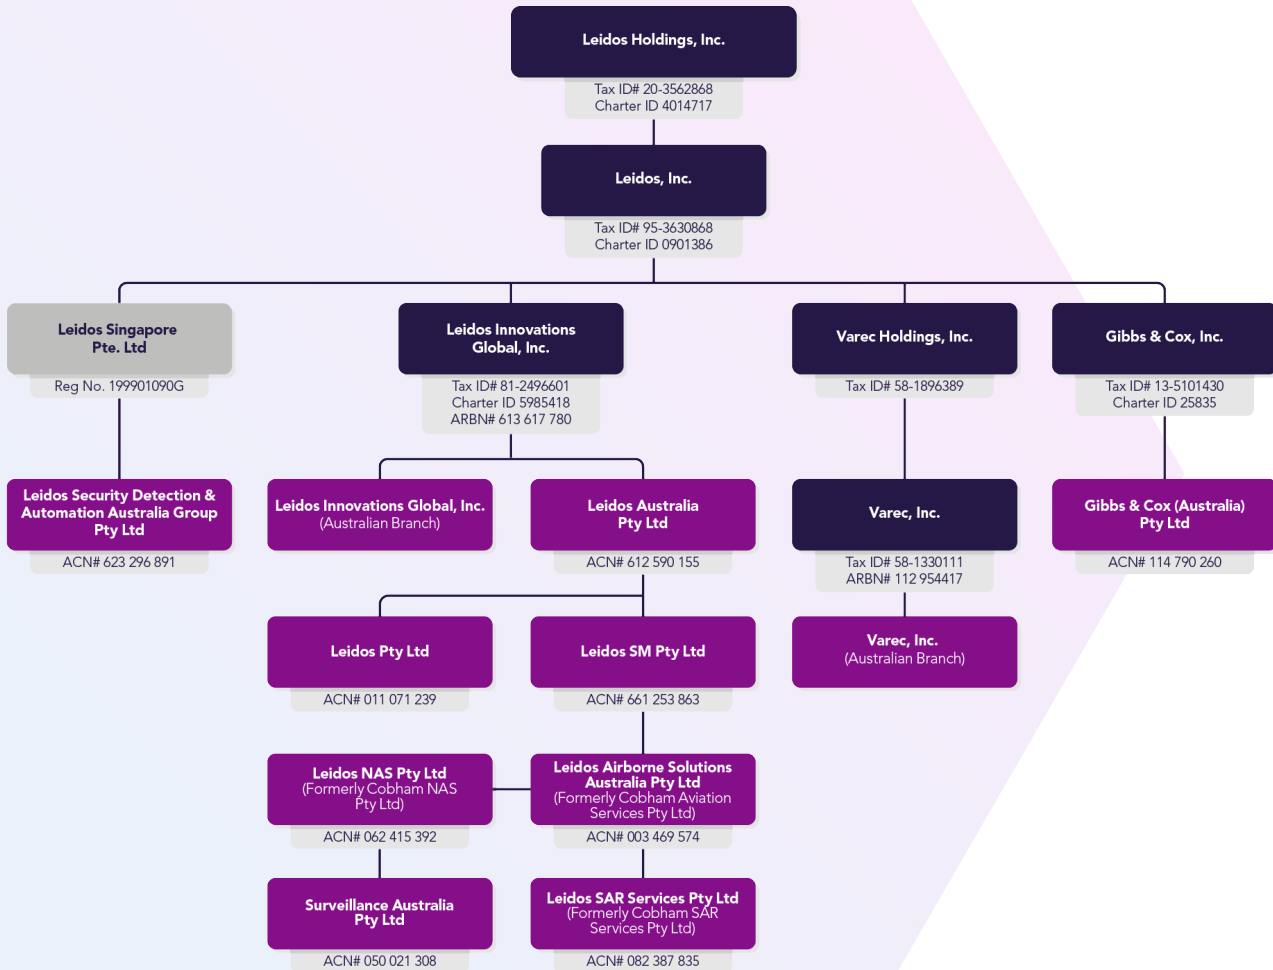 Leidos Holdings, Inc.
Tax ID# 20-3562868
Charter ID 4014717
Leidos, Inc.
Tax ID# 95-3630868
Charter ID 0901386
Leidos Singapore
Pte. Ltd
Reg No. 199901090G
Leidos Innovations
Global, Inc.
Tax ID# 81-2496601
Charter ID 5985418
ARBN# 613 617 780
Varec Holdings, Inc.
Tax ID# 58-1896389
Gibbs & Cox, Inc.
Tax ID# 13-5101430
Charter ID 25835
Leidos Security Detection &
Automation Australia Group
Pty Ltd
ACN# 623 296 891
Leidos Innovations Global, Inc.
(Australian Branch)
Leidos Australia
Pty Ltd
ACN# 612 590 155
Varec, Inc.
Tax ID# 58-1330111
ARBN# 112 954417
Gibbs & Cox (Australia)
Pty Ltd
ACN# 114 790 260
Leidos Pty Ltd
ACN# 011 071 239
Leidos SM Pty Ltd
ACN# 661 253 863
Varec, Inc.
(Australian Branch)
Leidos NAS Pty Ltd
(Formerly Cobham NAS
Pty Ltd)
ACN# 062 415 392
Leidos Airborne Solutions
Australia Pty Ltd
(Formerly Cobham Aviation
Services Pty Ltd)
ACN# 003 469 574
Surveillance Australia
Pty Ltd
ACN# 050 021 308
Leidos SAR Services Pty Ltd
(Formerly Cobham SAR
Services Pty Ltd)
ACN# 082 387 835